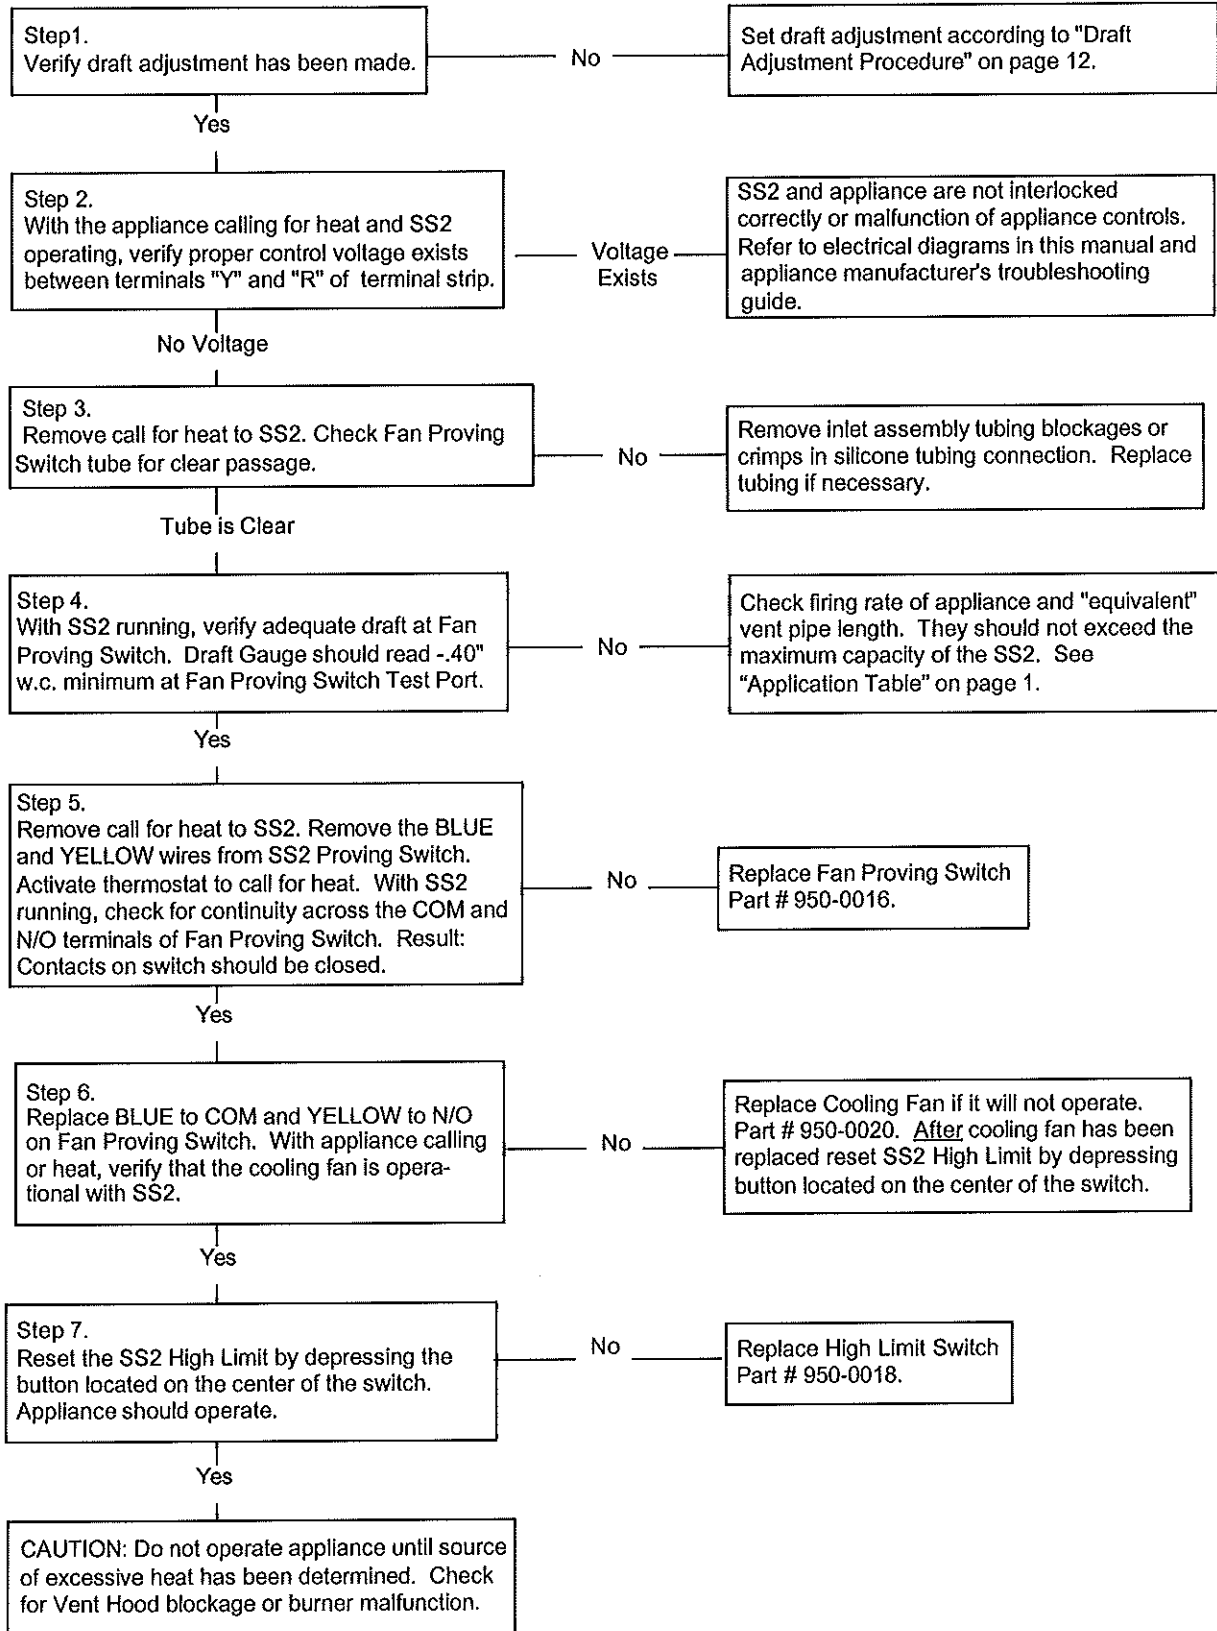 Step1.
Verify draft adjustment has been made.
No
Set draft adjustment according to "Draft
Adjustment Procedure" on page 12.
Yes
Step 2.
With the appliance calling for heat and SS2
operating, verify proper control voltage exists
between terminals "Y" and "R" of terminal strip.
Voltage
Exists
SS2 and appliance are not interlocked
correctly or malfunction of appliance controls.
Refer to electrical diagrams in this manual and
appliance manufacturer's troubleshooting
guide.
No Voltage
Step 3.
Remove call for heat to SS2. Check Fan Proving
Switch tube for clear passage.
No
Remove inlet assembly tubing blockages or
crimps in silicone tubing connection. Replace
tubing if necessary.
Tube is Clear
Step 4.
With SS2 running, verify adequate draft at Fan
Proving Switch. Draft Gauge should read -.40"
w.c. minimum at Fan Proving Switch Test Port.
No
Check firing rate of appliance and "equivalent"
vent pipe length. They should not exceed the
maximum capacity of the SS2. See
"Application Table" on page 1.
Yes
Step 5.
Remove call for heat to SS2. Remove the BLUE
and YELLOW wires from SS2 Proving Switch.
Activate thermostat to call for heat. With SS2
running, check for continuity across the COM and
N/O terminals of Fan Proving Switch. Result:
Contacts on switch should be closed.
No
Replace Fan Proving Switch
Part # 950-0016.
Yes
Step 6.
Replace BLUE to COM and YELLOW to N/O
on Fan Proving Switch. With appliance calling
or heat, verify that the cooling fan is opera-
tional with SS2.
No
Replace Cooling Fan if it will not operate.
Part # 950-0020. After cooling fan has been
replaced reset SS2 High Limit by depressing
button located on the center of the switch.
Yes
Step 7.
Reset the SS2 High Limit by depressing the
button located on the center of the switch.
Appliance should operate.
No
Replace High Limit Switch
Part # 950-0018.
Yes
CAUTION: Do not operate appliance until source
of excessive heat has been determined. Check
for Vent Hood blockage or burner malfunction.